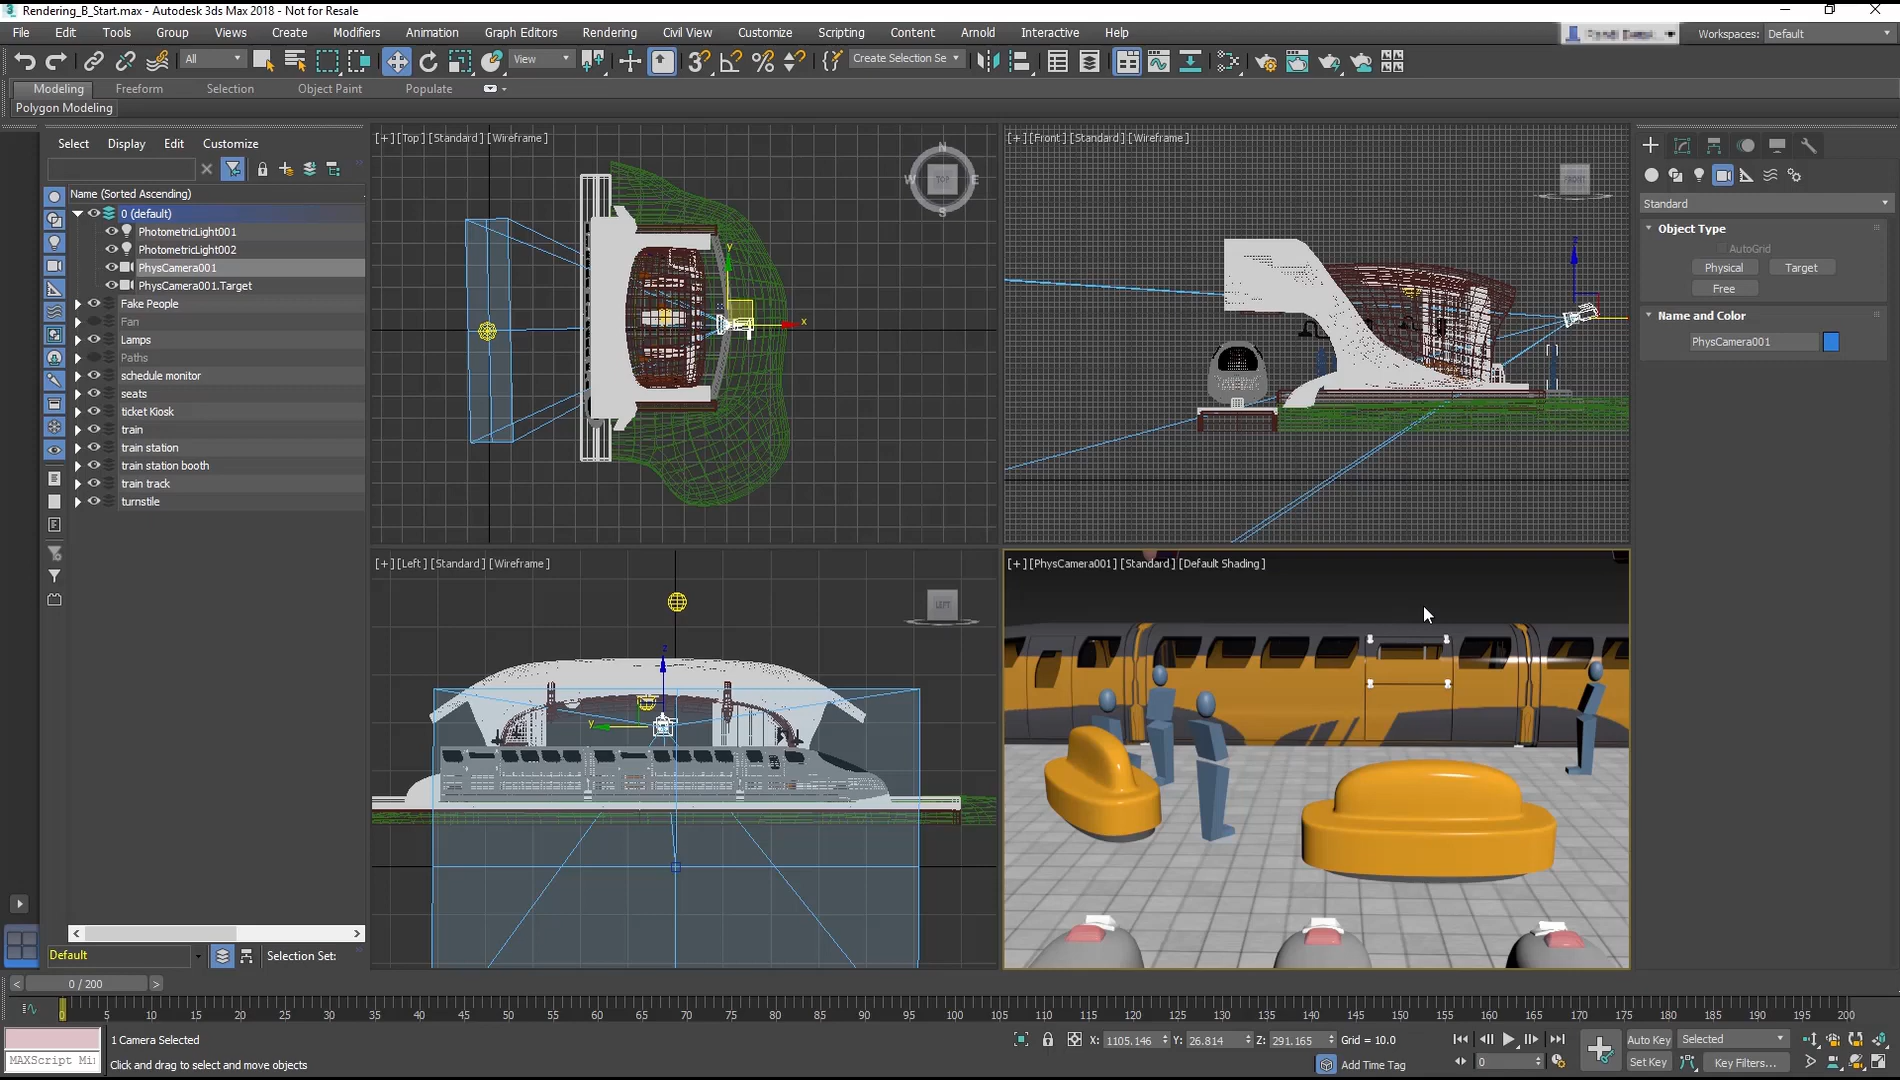 Rendering_B_Start.max - Autodesk 3ds Max 2018 - Not for Resale
File Edit Tools Group Views Create Modifiers Animation Graph Editors Rendering Civil View Customize Scripting Content Arnold Interactive Help
Workspaces: Default
All View Create Selection Se
Modeling Freeform Selection Object Paint Populate
Polygon Modeling
Select Display Edit Customize
Name (Sorted Ascending)
0 (default)
PhotometricLight001
PhotometricLight002
PhysCamera001
PhysCamera001.Target
Fake People
Fan
Lamps
Paths
schedule monitor
seats
ticket Kiosk
train
train station
train station booth
train track
turnstile
Default Selection Set:
[+] [Top] [Standard] [Wireframe]
N
W TOP E
S
y
x
[+] [Front] [Standard] [Wireframe]
FRONT
z
[+] [Left] [Standard] [Wireframe]
LEFT
z
y
[+] [PhysCamera001] [Standard] [Default Shading]
Standard
Object Type
AutoGrid
Physical Target
Free
Name and Color
PhysCamera001
0 / 200
0 5 10 15 20 25 30 35 40 45 50 55 60 65 70 75 80 85 90 95 100 105 110 115 120 125 130 135 140 145 150 155 160 165 170 175 180 185 190 195 200
1 Camera Selected
X: 1105.146 Y: 26.814 Z: 291.165 Grid = 10.0
Auto Key Selected
MAXScript Mi
Click and drag to select and move objects
Add Time Tag
0
Set Key Key Filters...